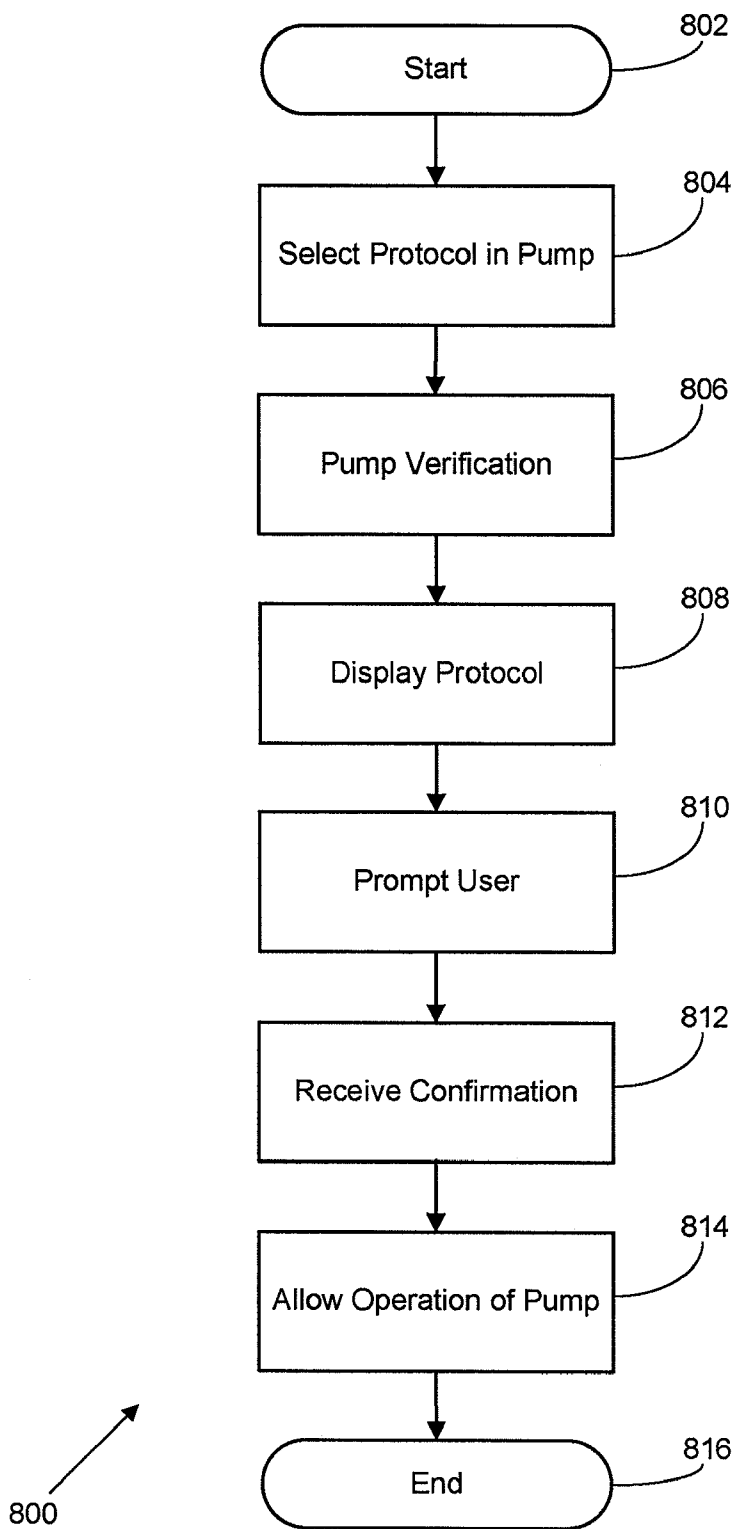 802
Start
804
Select Protocol in Pump
806
Pump Verification
808
Display Protocol
810
Prompt User
812
Receive Confirmation
814
Allow Operation of Pump
816
End
800